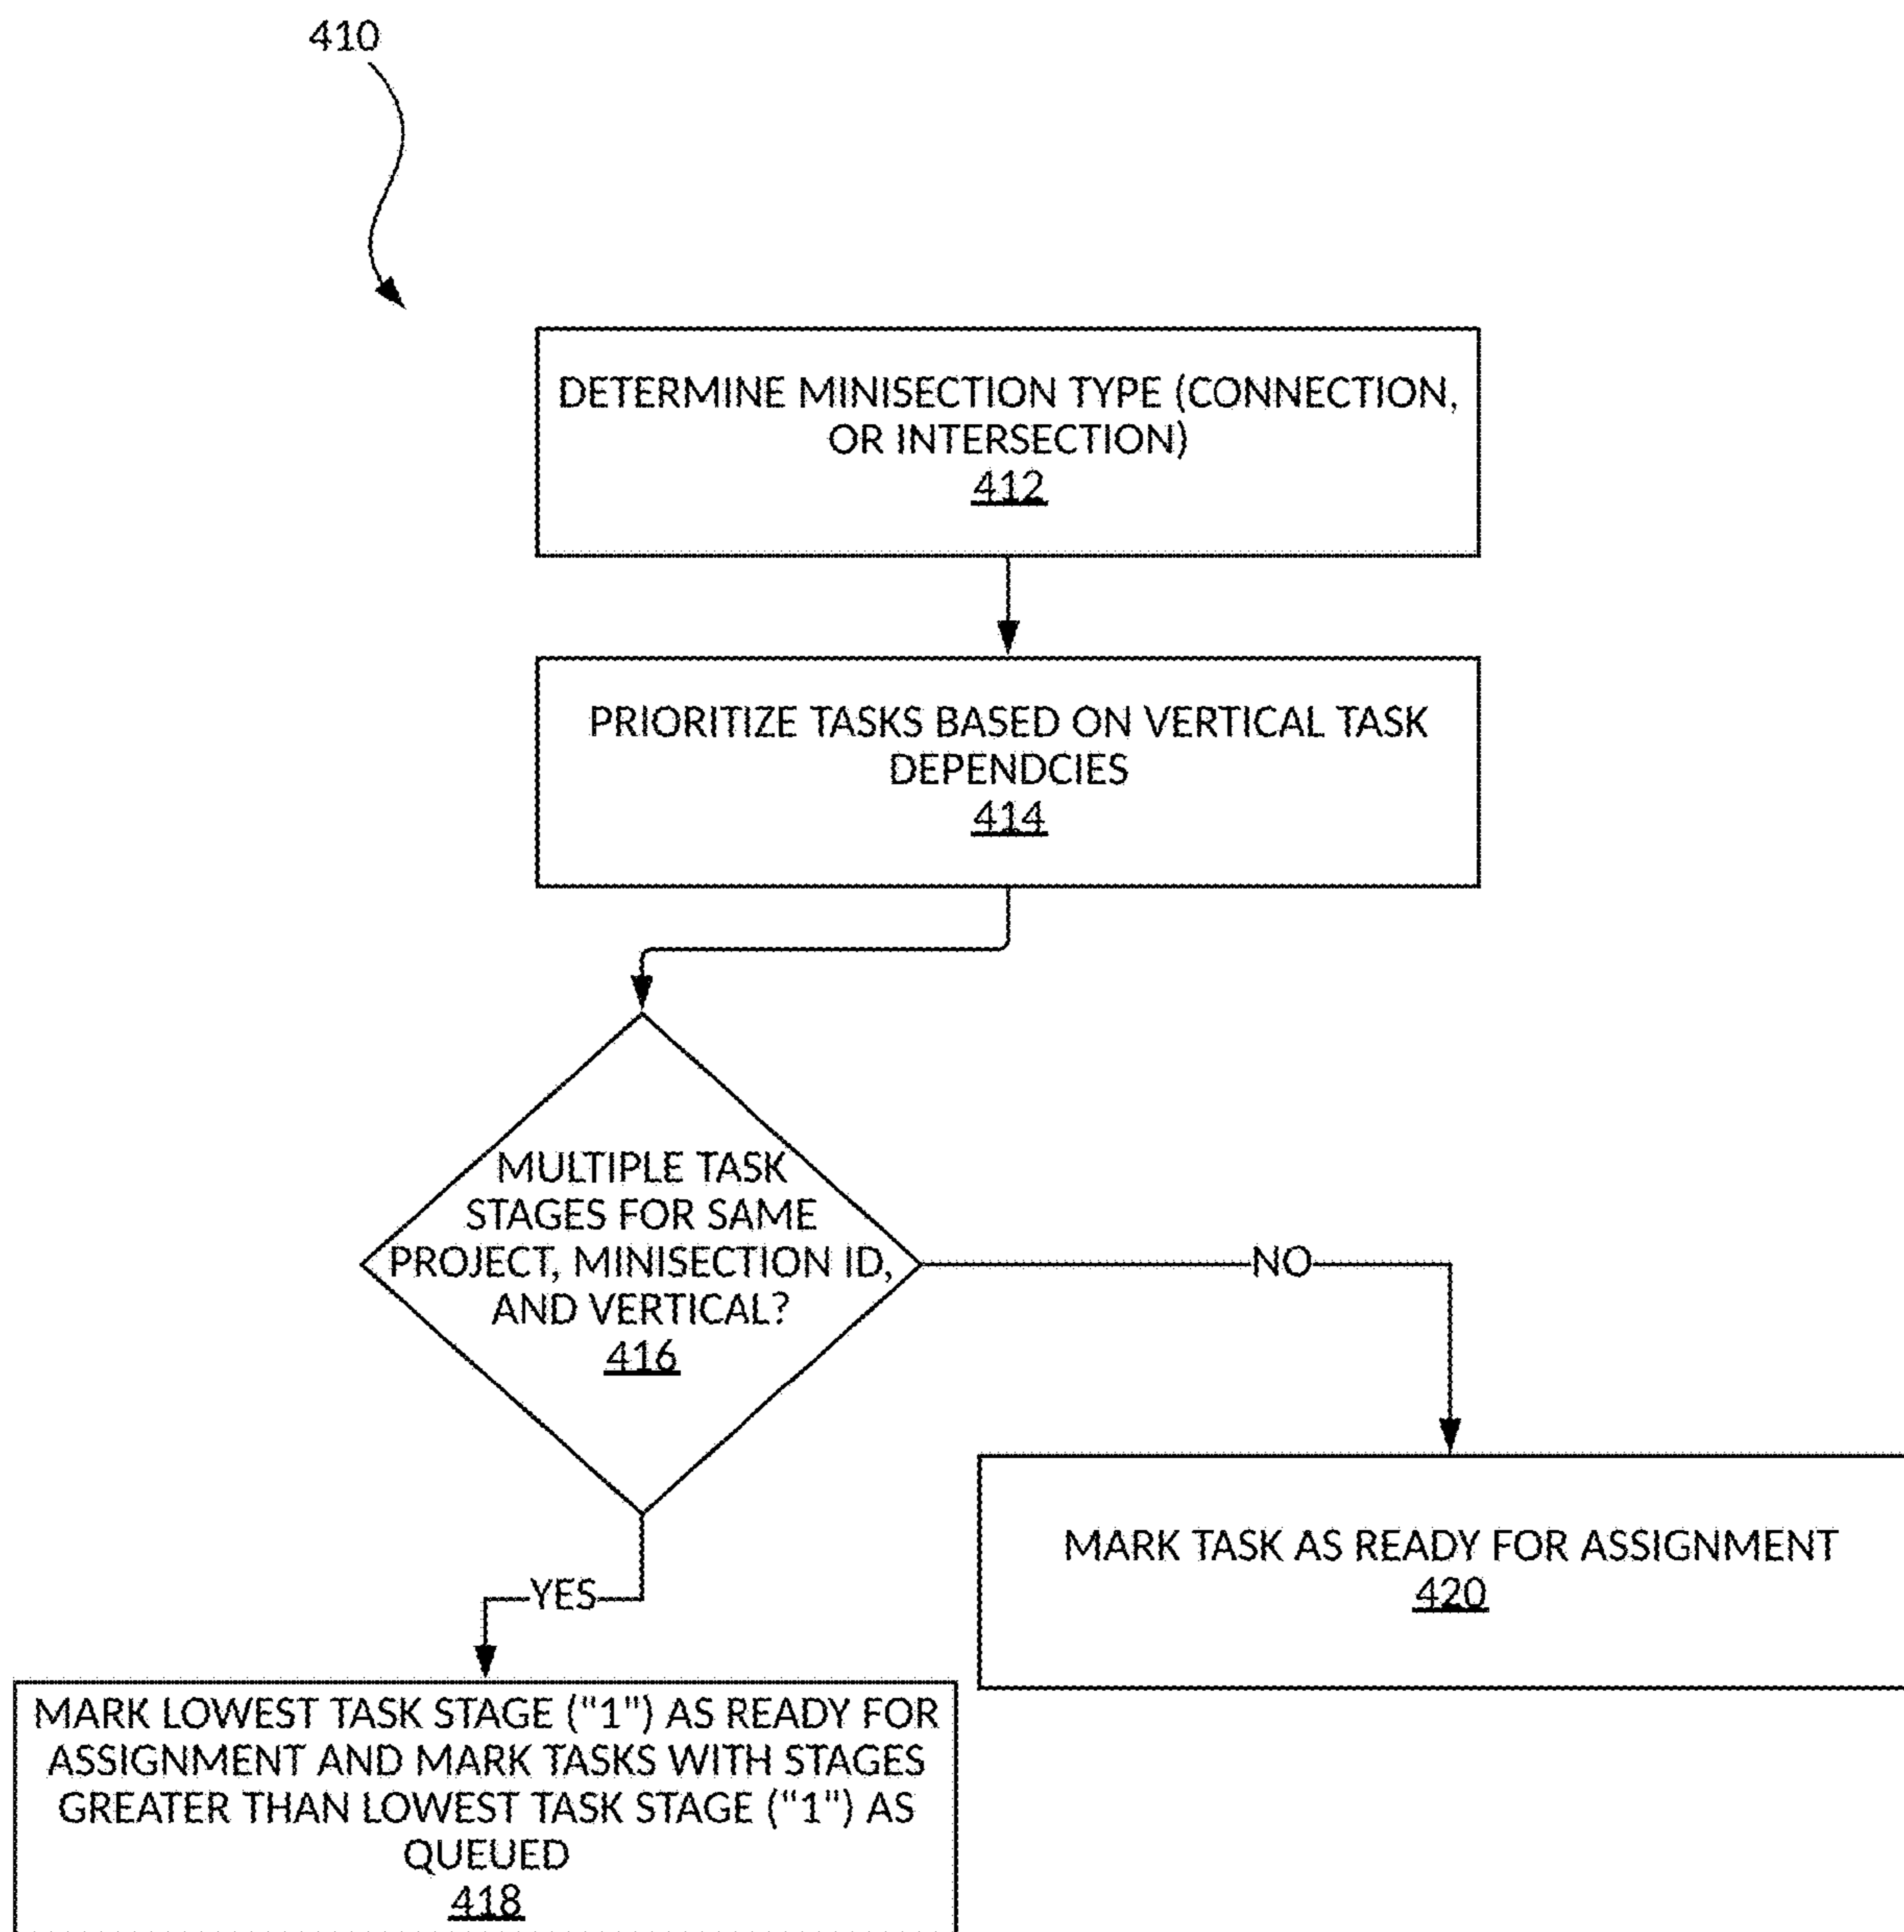 410
DETERMINE MINISECTION TYPE (CONNECTION,
OR INTERSECTION)
412
PRIORITIZE TASKS BASED ON VERTICAL TASK
DEPENDCIES
414
MULTIPLE TASK
STAGES FOR SAME
PROJECT, MINISECTION ID,
AND VERTICAL?
416
NO
MARK TASK AS READY FOR ASSIGNMENT
420
YES
MARK LOWEST TASK STAGE ("1") AS READY FOR
ASSIGNMENT AND MARK TASKS WITH STAGES
GREATER THAN LOWEST TASK STAGE ("1") AS
QUEUED
418